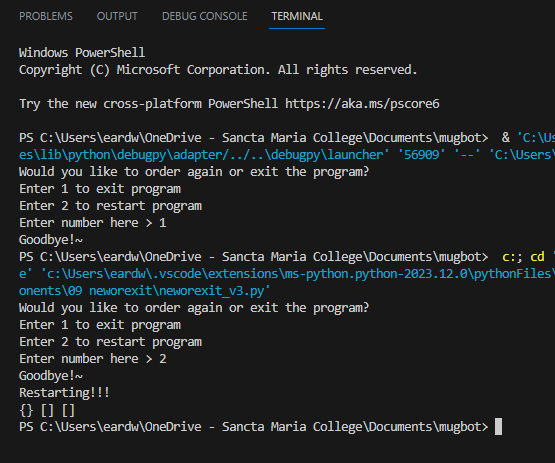 PROBLEMS OUTPUT DEBUG CONSOLE TERMINAL
Windows PowerShell
Copyright (C) Microsoft Corporation. All rights reserved.
Try the new cross-platform PowerShell https://aka.ms/pscore6
PS C:\Users\eardw\OneDrive - Sancta Maria College\Documents\mugbot> & 'C:\U
es\lib\python\debugpy\adapter/../..\debugpy\launcher' '56909' '--' 'C:\Users
Would you like to order again or exit the program?
Enter 1 to exit program
Enter 2 to restart program
Enter number here > 1
Goodbye!~
PS C:\Users\eardw\OneDrive - Sancta Maria College\Documents\mugbot> c:; cd '
e' 'c:\Users\eardw\.vscode\extensions\ms-python.python-2023.12.0\pythonFiles\
onents\09 neworexit\neworexit_v3.py'
Would you like to order again or exit the program?
Enter 1 to exit program
Enter 2 to restart program
Enter number here > 2
Goodbye!~
Restarting!!!
{} [] []
PS C:\Users\eardw\OneDrive - Sancta Maria College\Documents\mugbot>